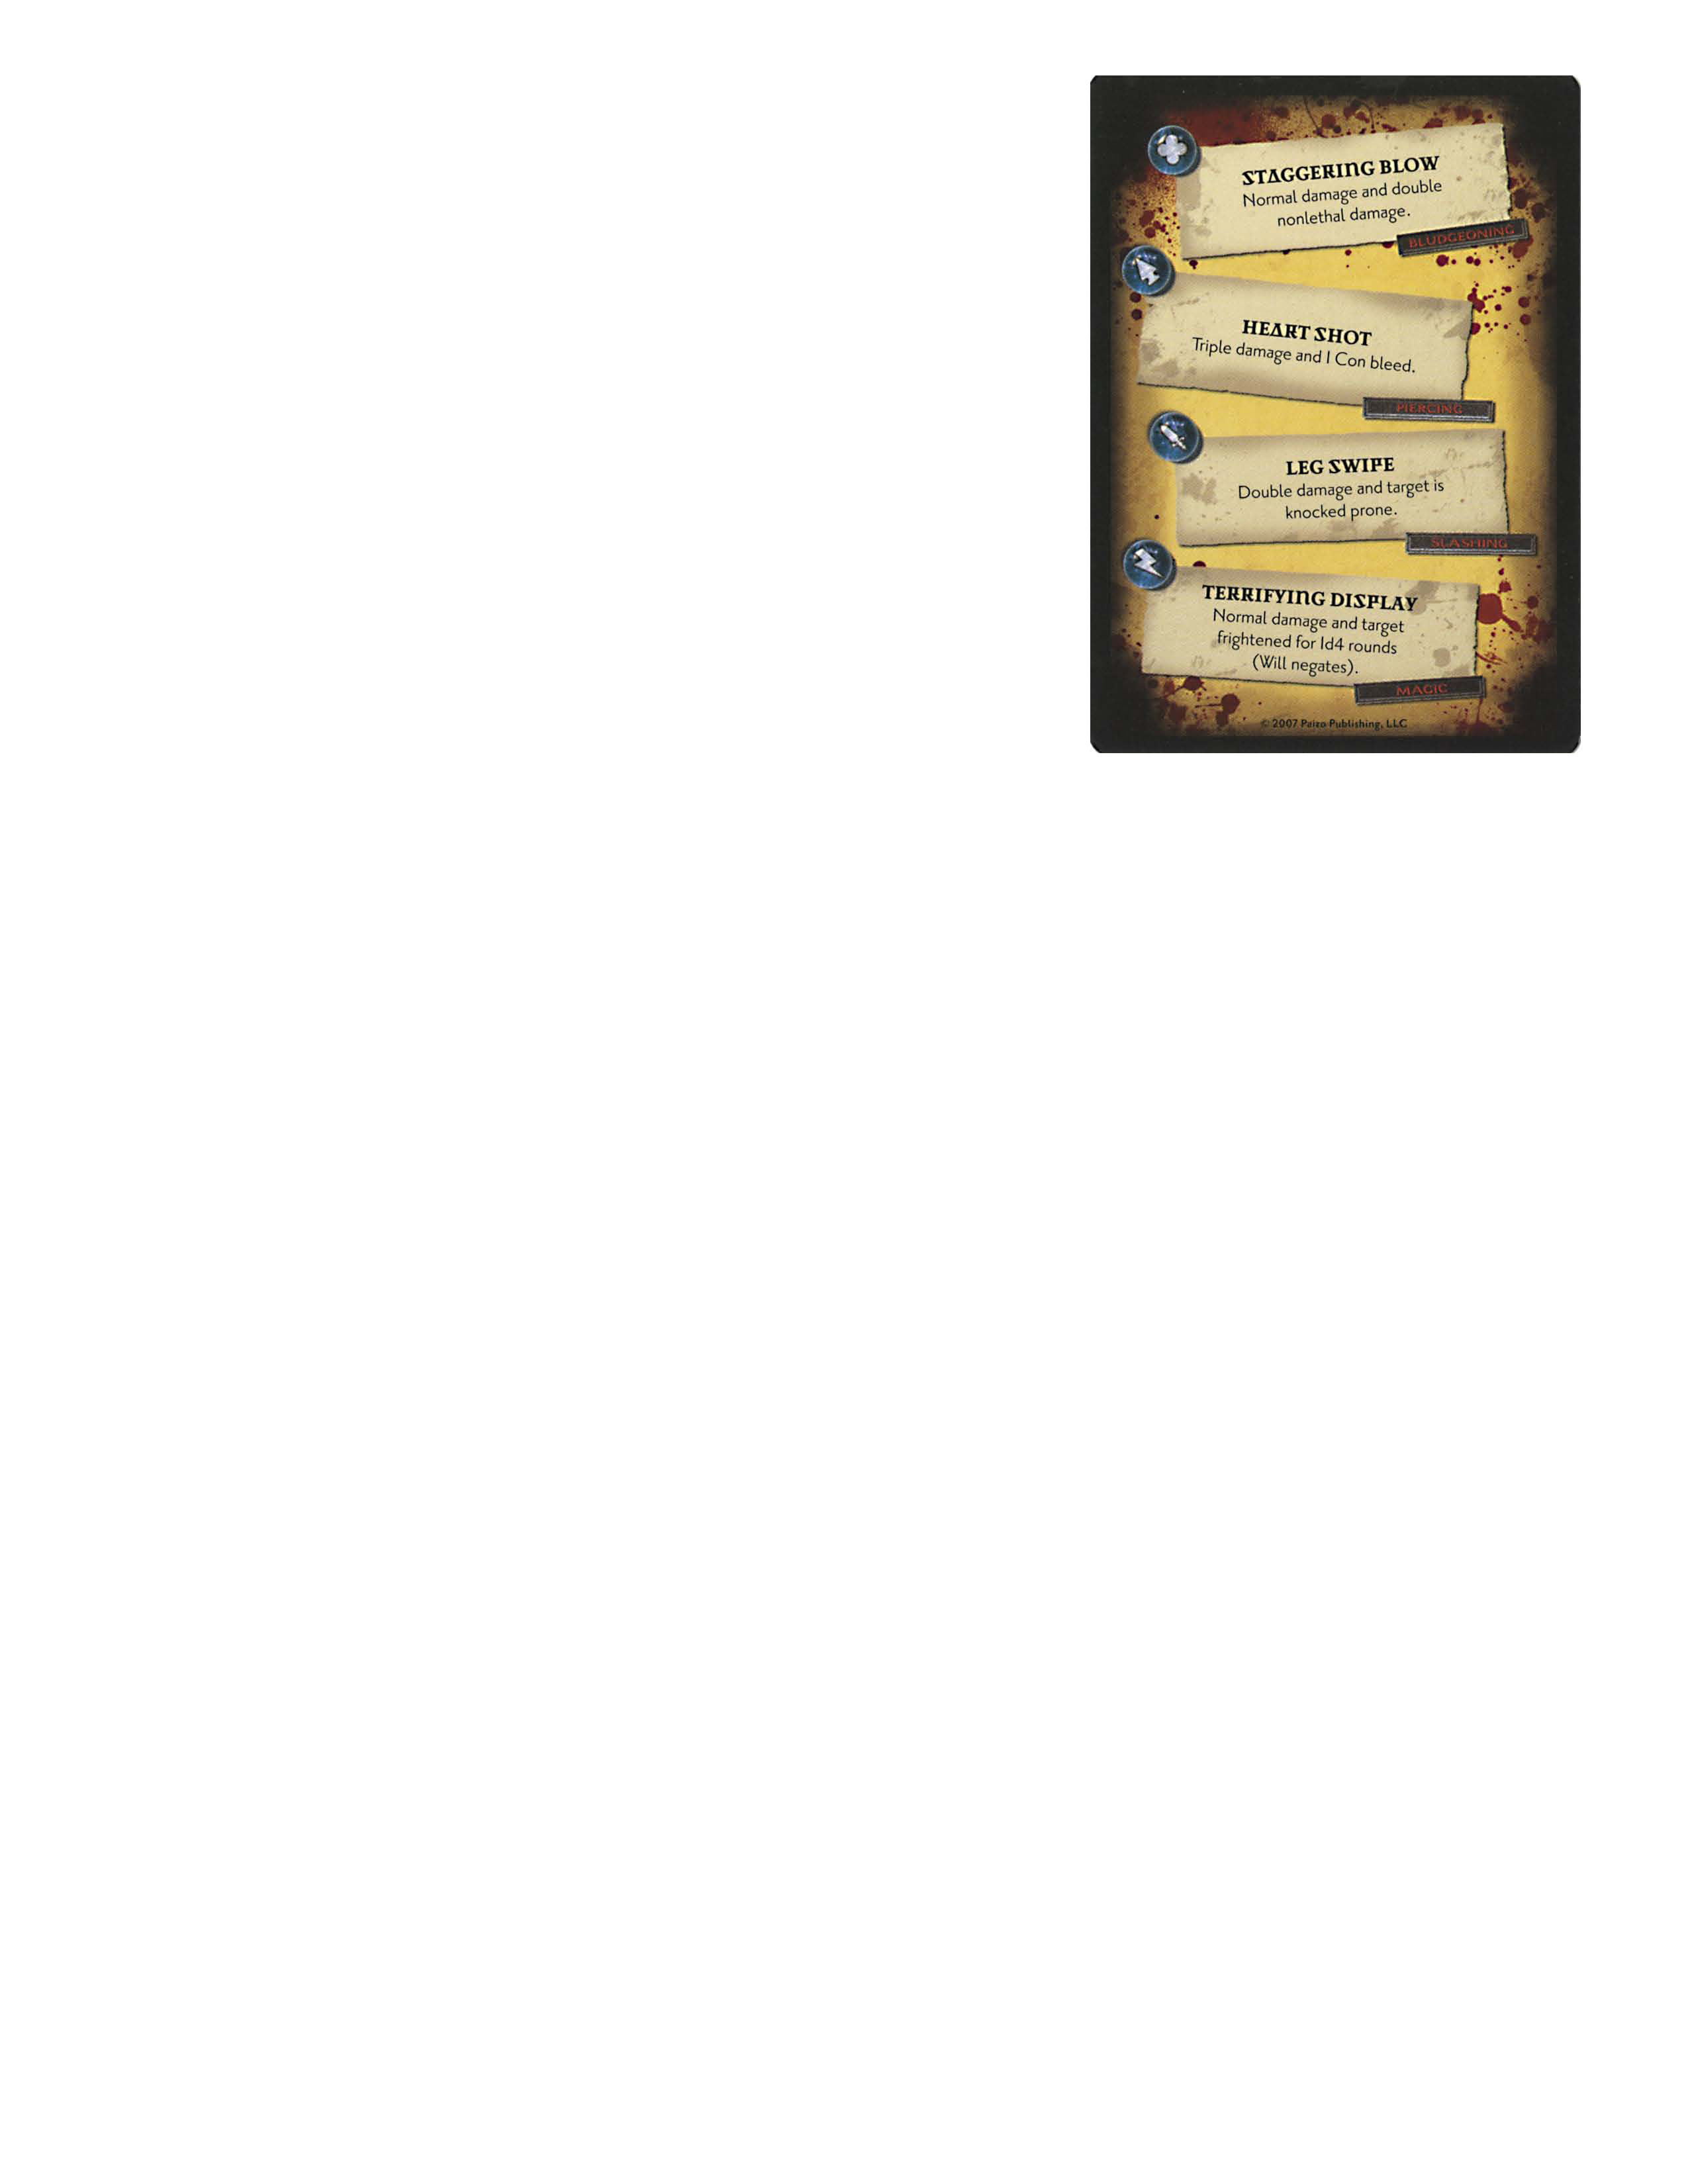 STAGGERING BLOW
Normal damage and double
nonlethal damage.
BLUDGEONING
HEART SHOT
Triple damage and 1 Con bleed.
PIERCING
LEG SWIPE
Double damage and target is
knocked prone.
SLASHING
TERRIFYING DISPLAY
Normal damage and target
frightened for 1d4 rounds
(Will negates).
MAGIC
© 2007 Paizo Publishing, LLC